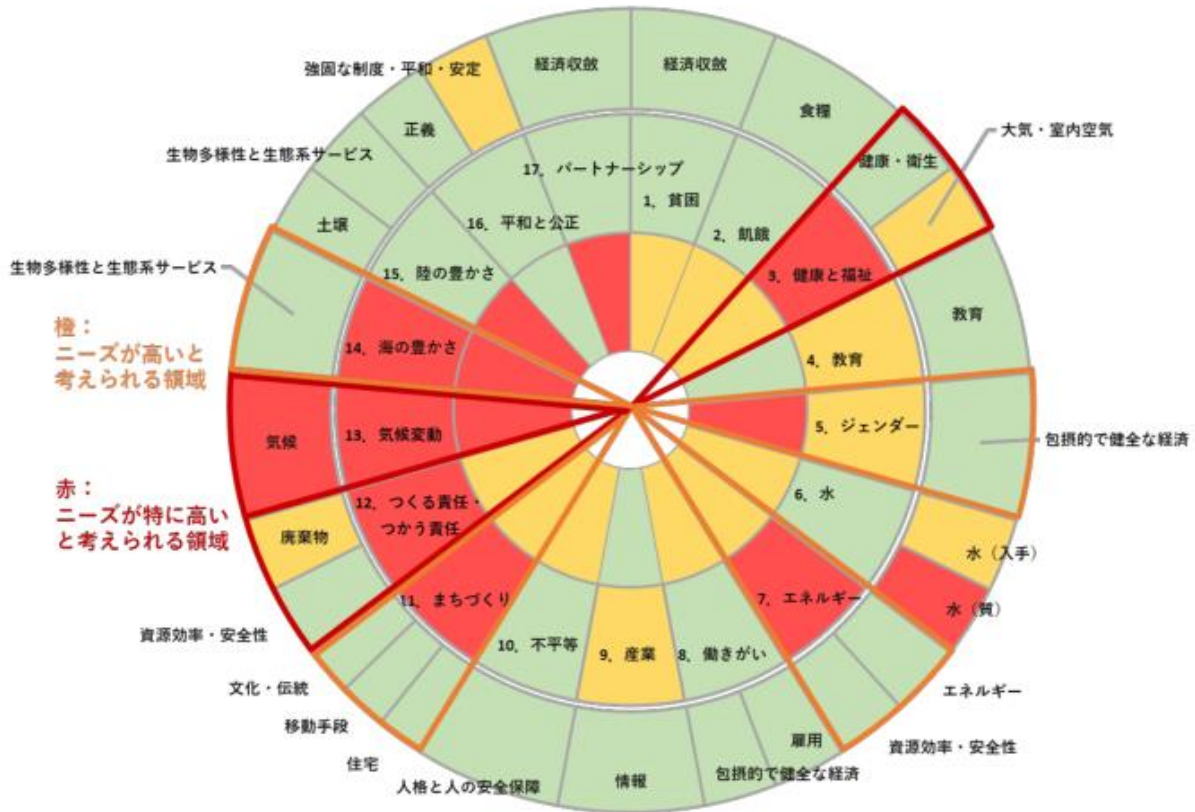 経済収斂
経済収斂
食糧
健康・衛生
大気・室内空気
教育
包摂的で健全な経済
水（入手）
水（質）
エネルギー
資源効率・安全性
雇用
包摂的で健全な経済
情報
人格と人の安全保障
住宅
移動手段
文化・伝統
資源効率・安全性
廃棄物
気候
生物多様性と生態系サービス
土壌
生物多様性と生態系サービス
正義
強固な制度・平和・安定
1，貧困
2，飢餓
3，健康と福祉
4，教育
5，ジェンダー
6，水
7，エネルギー
8，働きがい
9，産業
10，不平等
11，まちづくり
12，つくる責任・
つかう責任
13，気候変動
14，海の豊かさ
15，陸の豊かさ
16，平和と公正
17，パートナーシップ
橙：
ニーズが高いと
考えられる領域
赤：
ニーズが特に高い
と考えられる領域